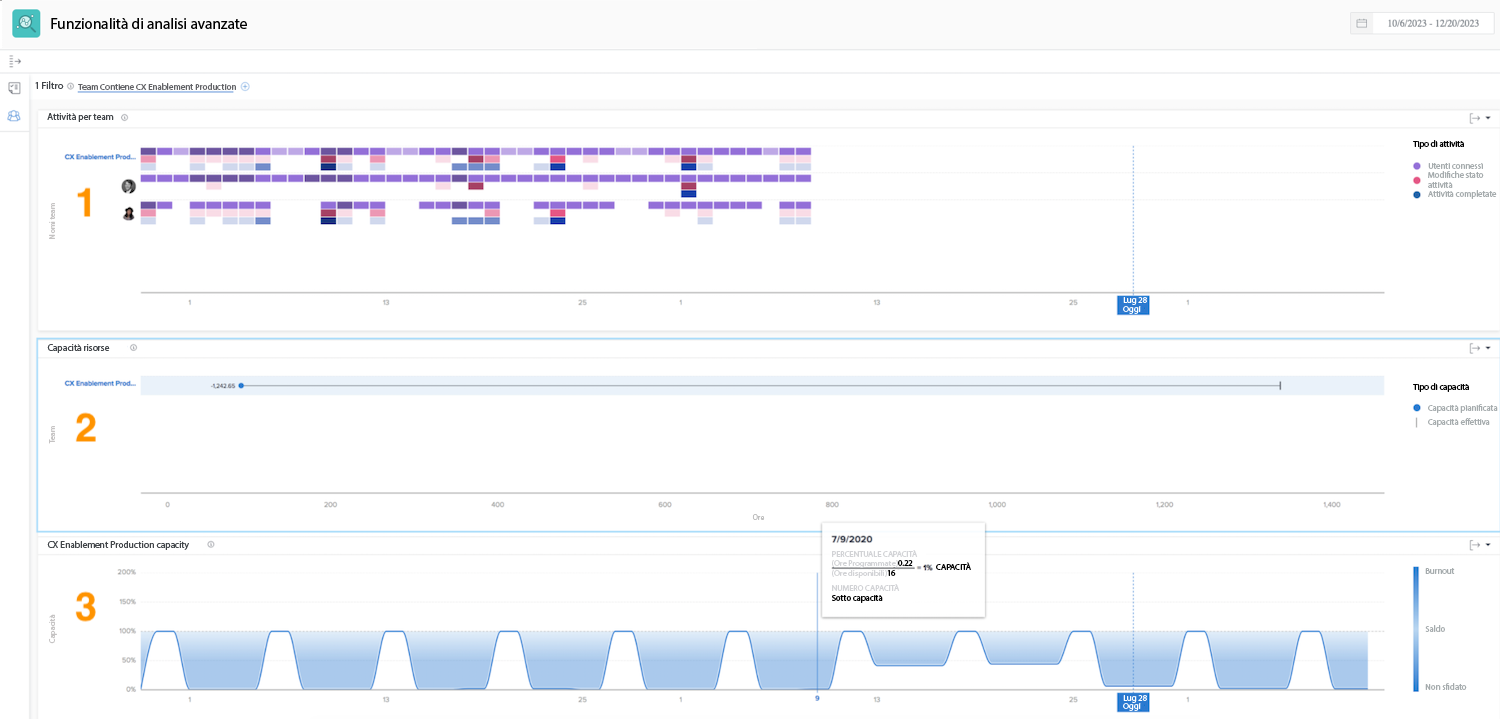 Funzionalità di analisi avanzate
10/6/2023 - 12/20/2023
1 Filtro
Team Contiene CX Enablement Production
Attività per team
CX Enablement Prod...
1
Nomi team
1 13 25 1 13 25 1
Lug 28
Oggi
Tipo di attività
Utenti connessi
Modifiche stato
attività
Attività completate
Capacità risorse
CX Enablement Prod...
-1,242.65
2
Team
0 200 400 600 800 1,000 1,200 1,400
Ore
Tipo di capacità
Capacità pianificata
Capacità effettiva
CX Enablement Production capacity
3
Capacità
200%
150%
100%
50%
0%
1 13 25 1 9 13 25 1
Lug 28
Oggi
7/9/2020
PERCENTUALE CAPACITÀ
(Ore Programmate) 0.22
(Ore disponibili) 16
= 1% CAPACITÀ
NUMERO CAPACITÀ
Sotto capacità
Burnout
Saldo
Non sfidato